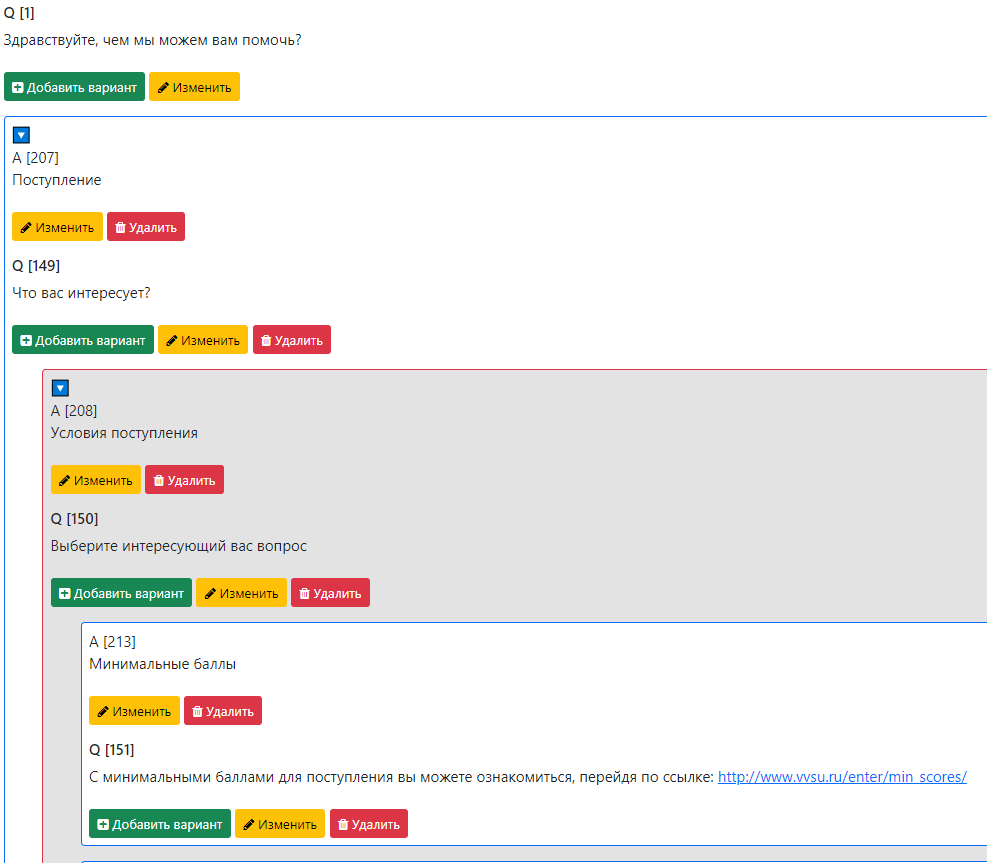 Q [1]
Здравствуйте, чем мы можем вам помочь?
Добавить вариант Изменить
A [207]
Поступление
Изменить Удалить
Q [149]
Что вас интересует?
Добавить вариант Изменить Удалить
A [208]
Условия поступления
Изменить Удалить
Q [150]
Выберите интересующий вас вопрос
Добавить вариант Изменить Удалить
A [213]
Минимальные баллы
Изменить Удалить
Q [151]
С минимальными баллами для поступления вы можете ознакомиться, перейдя по ссылке: http://www.vvsu.ru/enter/min_scores/
Добавить вариант Изменить Удалить